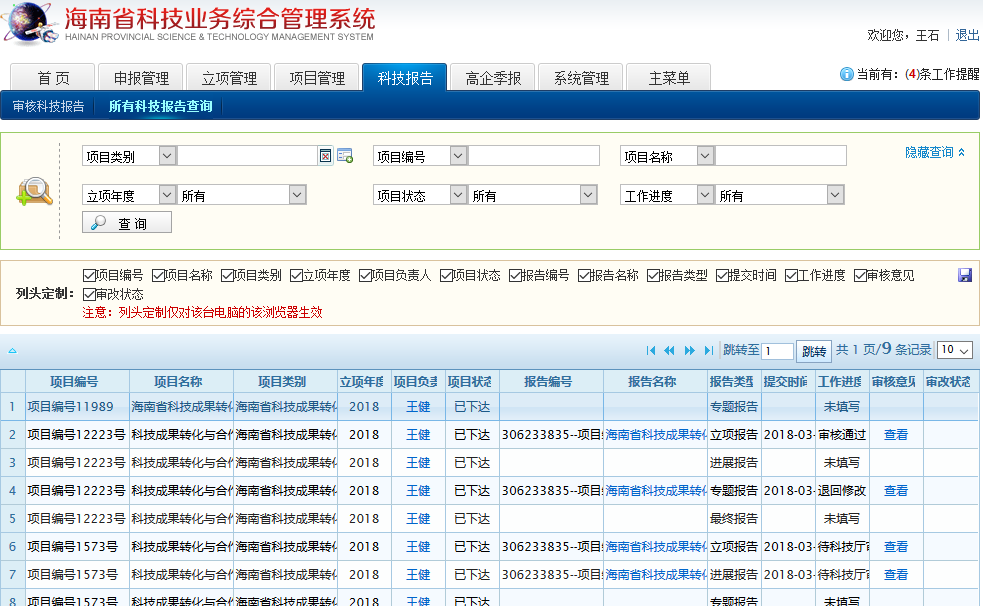 海南省科技业务综合管理系统
HAINAN PROVINCIAL SCIENCE & TECHNOLOGY MANAGEMENT SYSTEM
欢迎您，王石 | 退出
首 页 申报管理 立项管理 项目管理 科技报告 高企季报 系统管理 主菜单
当前有：(4)条工作提醒
审核科技报告 所有科技报告查询
项目类别 项目编号 项目名称 隐藏查询
立项年度 所有 项目状态 所有 工作进度 所有
查 询
列头定制：
项目编号 项目名称 项目类别 立项年度 项目负责人 项目状态 报告编号 报告名称 报告类型 提交时间 工作进度 审核意见
审改状态
注意：列头定制仅对该台电脑的该浏览器生效
跳转至 1 跳转 共 1 页/9 条记录 10
项目编号 项目名称 项目类别 立项年度 项目负责 项目状态 报告编号 报告名称 报告类型 提交时间 工作进度 审核意见 审改状态
1 项目编号11989 海南省科技成果转化 海南省科技成果转化 2018 王健 已下达 专题报告 未填写
2 项目编号12223号 科技成果转化与合作 海南省科技成果转化 2018 王健 已下达 306233835--项目编 海南省科技成果转化 立项报告 2018-03- 审核通过 查看
3 项目编号12223号 科技成果转化与合作 海南省科技成果转化 2018 王健 已下达 进展报告 未填写
4 项目编号12223号 科技成果转化与合作 海南省科技成果转化 2018 王健 已下达 306233835--项目编 海南省科技成果转化 专题报告 2018-03- 退回修改 查看
5 项目编号12223号 科技成果转化与合作 海南省科技成果转化 2018 王健 已下达 最终报告 未填写
6 项目编号1573号 科技成果转化与合作 海南省科技成果转化 2018 王健 已下达 306233835--项目编 海南省科技成果转化 立项报告 2018-03- 待科技厅审 查看
7 项目编号1573号 科技成果转化与合作 海南省科技成果转化 2018 王健 已下达 306233835--项目编 海南省科技成果转化 进展报告 2018-03- 待科技厅审 查看
8 项目编号1573号 科技成果转化与合作 海南省科技成果转化 2018 王健 已下达 专题报告 未填写